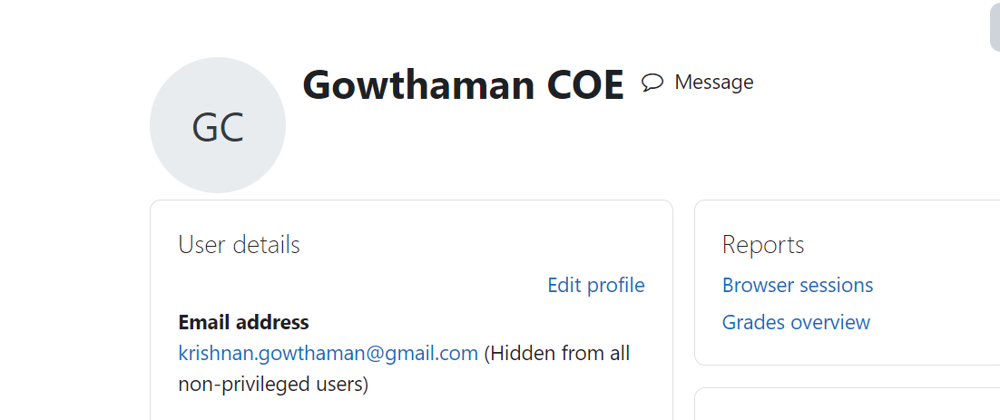 GC
Gowthaman COE
Message
User details
Edit profile
Email address
krishnan.gowthaman@gmail.com (Hidden from all
non-privileged users)
Reports
Browser sessions
Grades overview